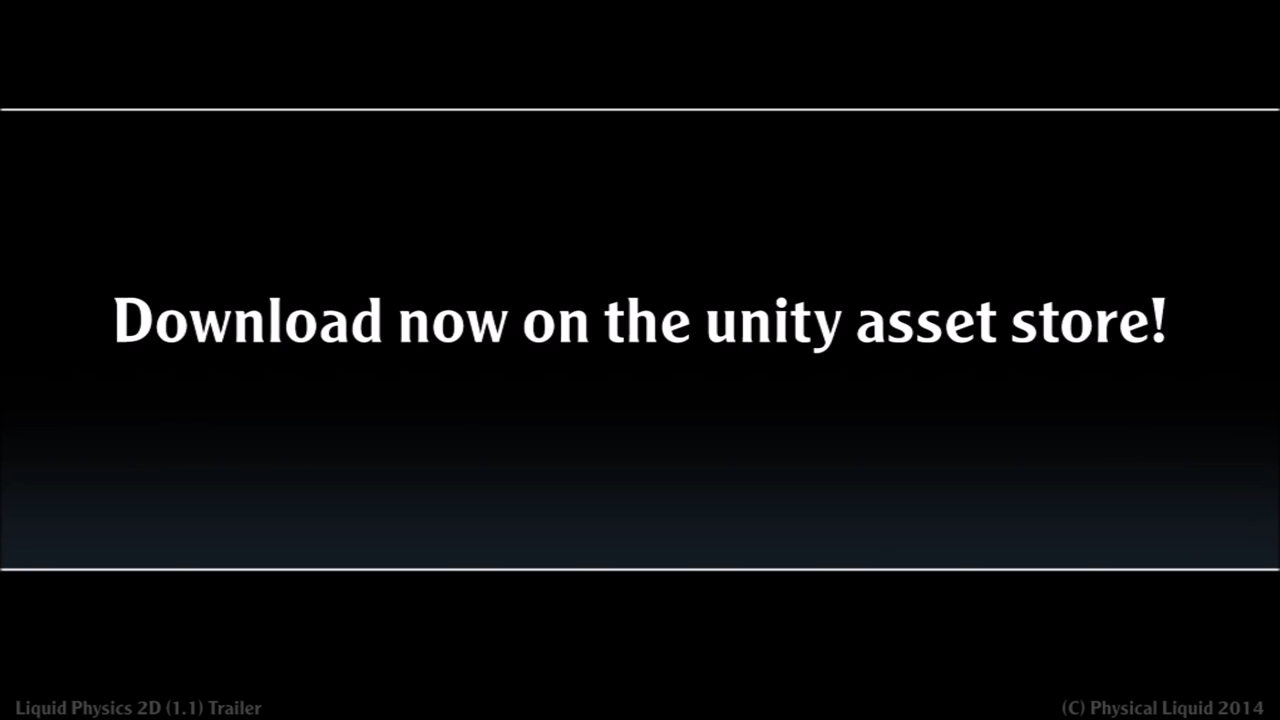 Download now on the unity asset store!
Liquid Physics 2D (1.1) Trailer
(C) Physical Liquid 2014